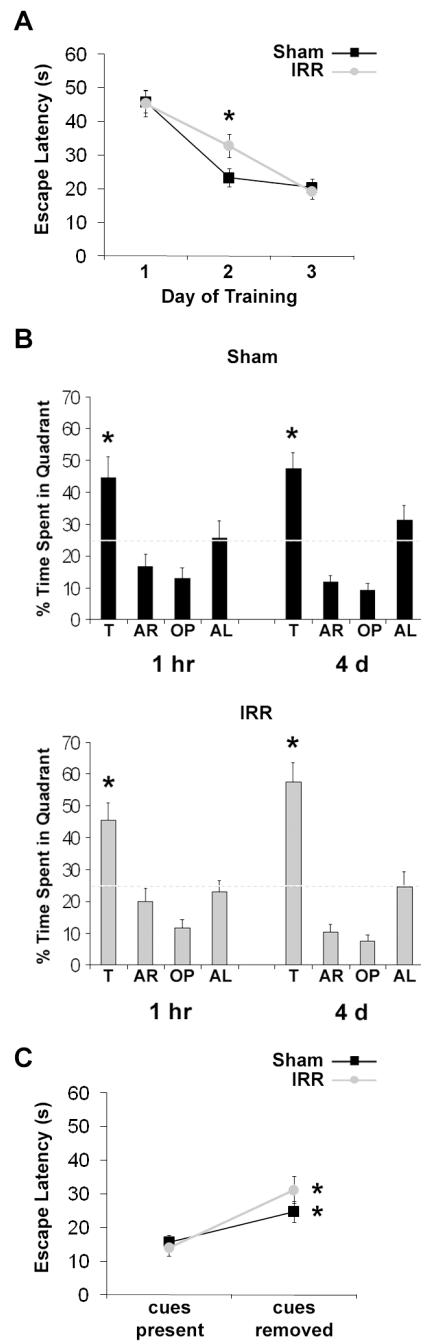 A
Sham
IRR
Escape Latency (s)
60
50
40
30
20
10
0
*
1 2 3
Day of Training
B
Sham
% Time Spent in Quadrant
70
60
50
40
30
20
10
0
* *
T AR OP AL T AR OP AL
1 hr 4 d
IRR
% Time Spent in Quadrant
70
60
50
40
30
20
10
0
* *
T AR OP AL T AR OP AL
1 hr 4 d
C
Sham
IRR
Escape Latency (s)
60
50
40
30
20
10
0
*
*
cues cues
present removed